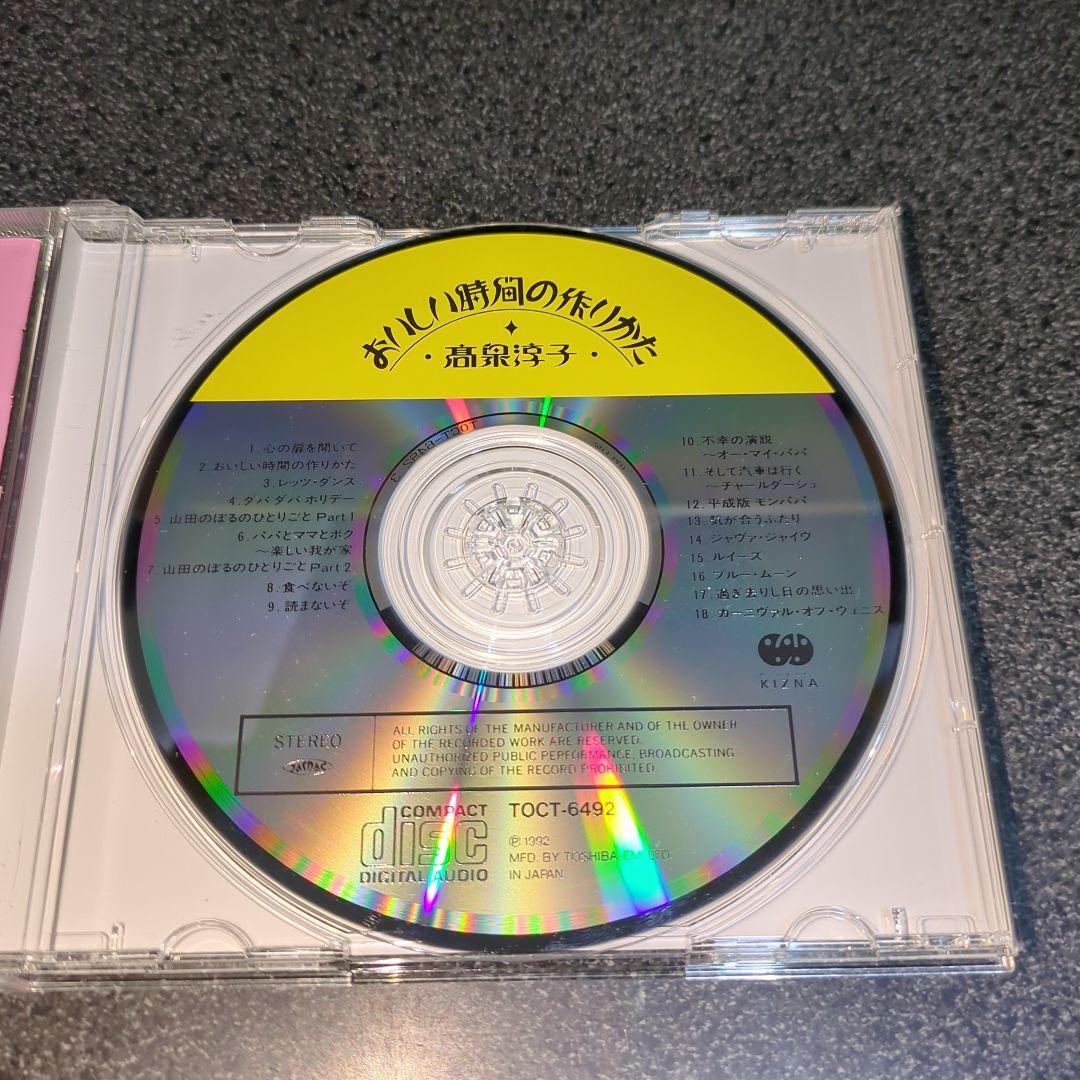 おいしい時間の作りかた
・高泉淳子・
1. 心の扉を開いて
2. おいしい時間の作りかた
3. レッツ・ダンス
4. ダバ ダバ ホリデー
5. 山田のぼるのひとりごと Part 1
6. パパとママとボク
〜楽しい我が家
7. 山田のぼるのひとりごと Part 2
8. 食べないぞ
9. 読まないぞ
10. 不幸の演説
〜オー・マイ・パパ
11. そして汽車は行く
〜チャールダーシュ
12. 平成版 モンパパ
13. 気が合うふたり
14. ジャヴァ・ジャイヴ
15. ルイーズ
16. ブルー・ムーン
17. 過ぎ去りし日の思い出
18. カーニヴァル・オブ・ウェニス
KIZNA
STEREO
JASRAC
ALL RIGHTS OF THE MANUFACTURER AND OF THE OWNER
OF THE RECORDED WORK ARE RESERVED.
UNAUTHORIZED PUBLIC PERFORMANCE, BROADCASTING
AND COPYING OF THE RECORD PROHIBITED.
COMPACT
disc
DIGITAL AUDIO
TOCT-6492
℗1992
MFD. BY TOSHIBA-EMI LTD.
IN JAPAN.